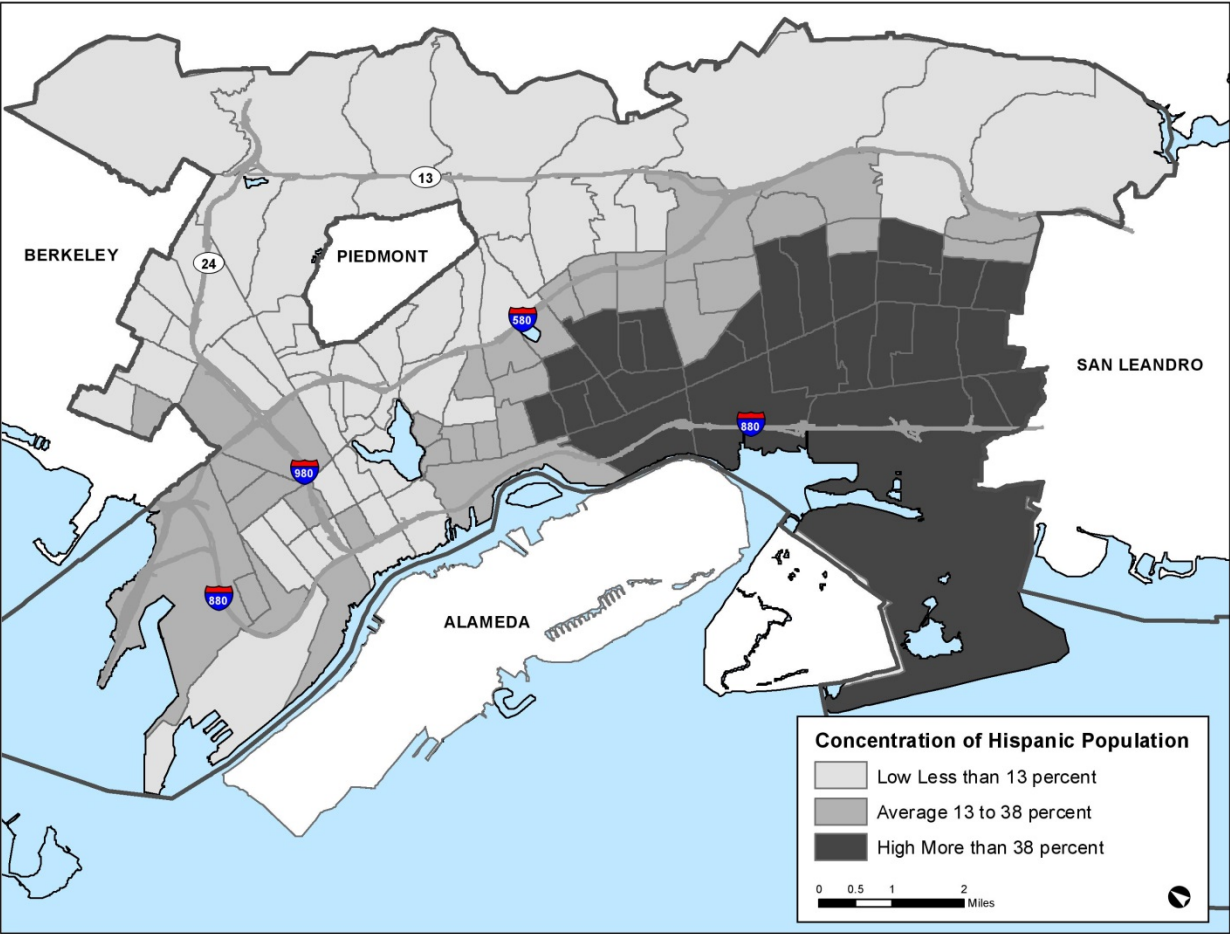 13
BERKELEY
PIEDMONT
24
580
SAN LEANDRO
880
980
880
ALAMEDA
Concentration of Hispanic Population
Low Less than 13 percent
Average 13 to 38 percent
High More than 38 percent
0 0.5 1 2
Miles